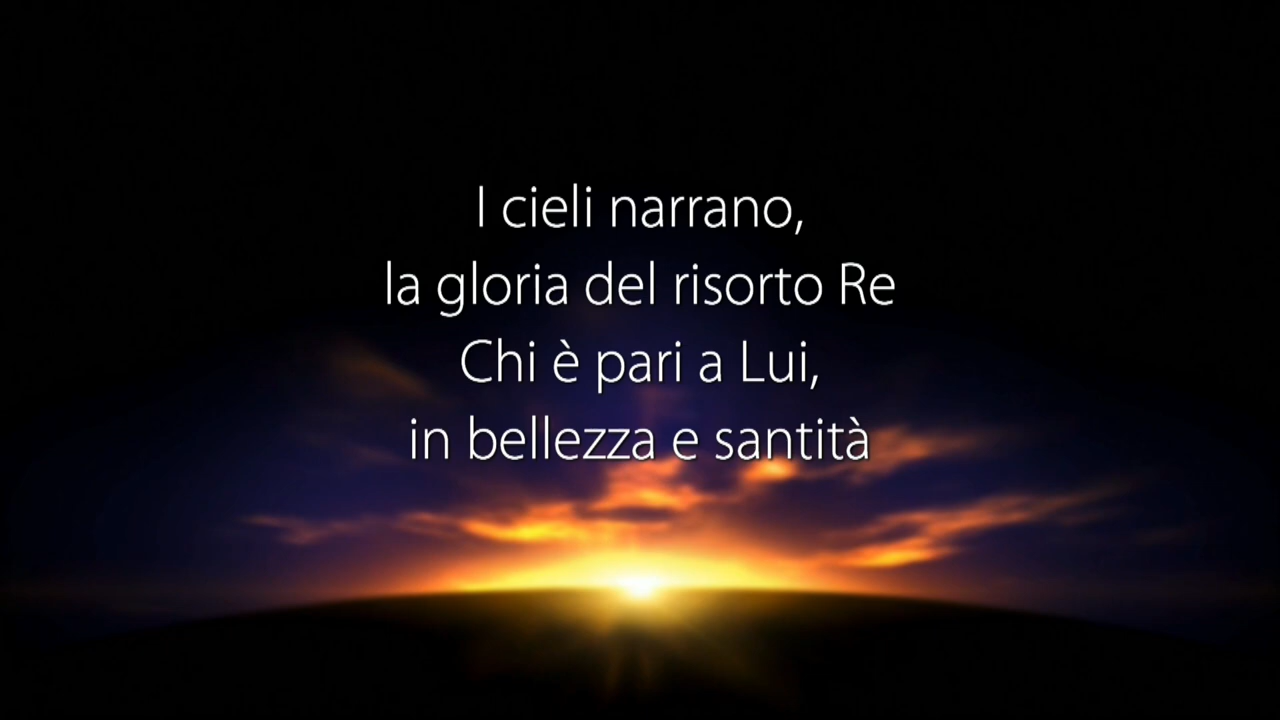 I cieli narrano,
la gloria del risorto Re
Chi è pari a Lui,
in bellezza e santità